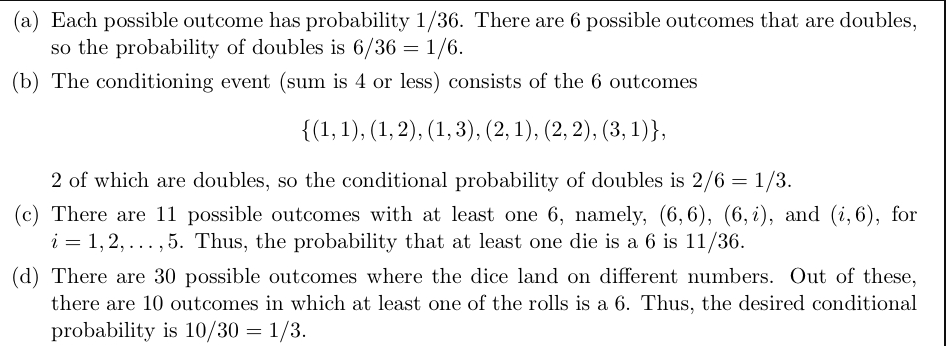 (a) Each possible outcome has probability 1/36. There are 6 possible outcomes that are doubles,
so the probability of doubles is 6/36 = 1/6.
(b) The conditioning event (sum is 4 or less) consists of the 6 outcomes
{(1, 1), (1, 2), (1, 3), (2, 1), (2, 2), (3, 1)},
2 of which are doubles, so the conditional probability of doubles is 2/6 = 1/3.
(c) There are 11 possible outcomes with at least one 6, namely, (6, 6), (6, i), and (i, 6), for
i = 1, 2, . . . , 5. Thus, the probability that at least one die is a 6 is 11/36.
(d) There are 30 possible outcomes where the dice land on different numbers. Out of these,
there are 10 outcomes in which at least one of the rolls is a 6. Thus, the desired conditional
probability is 10/30 = 1/3.